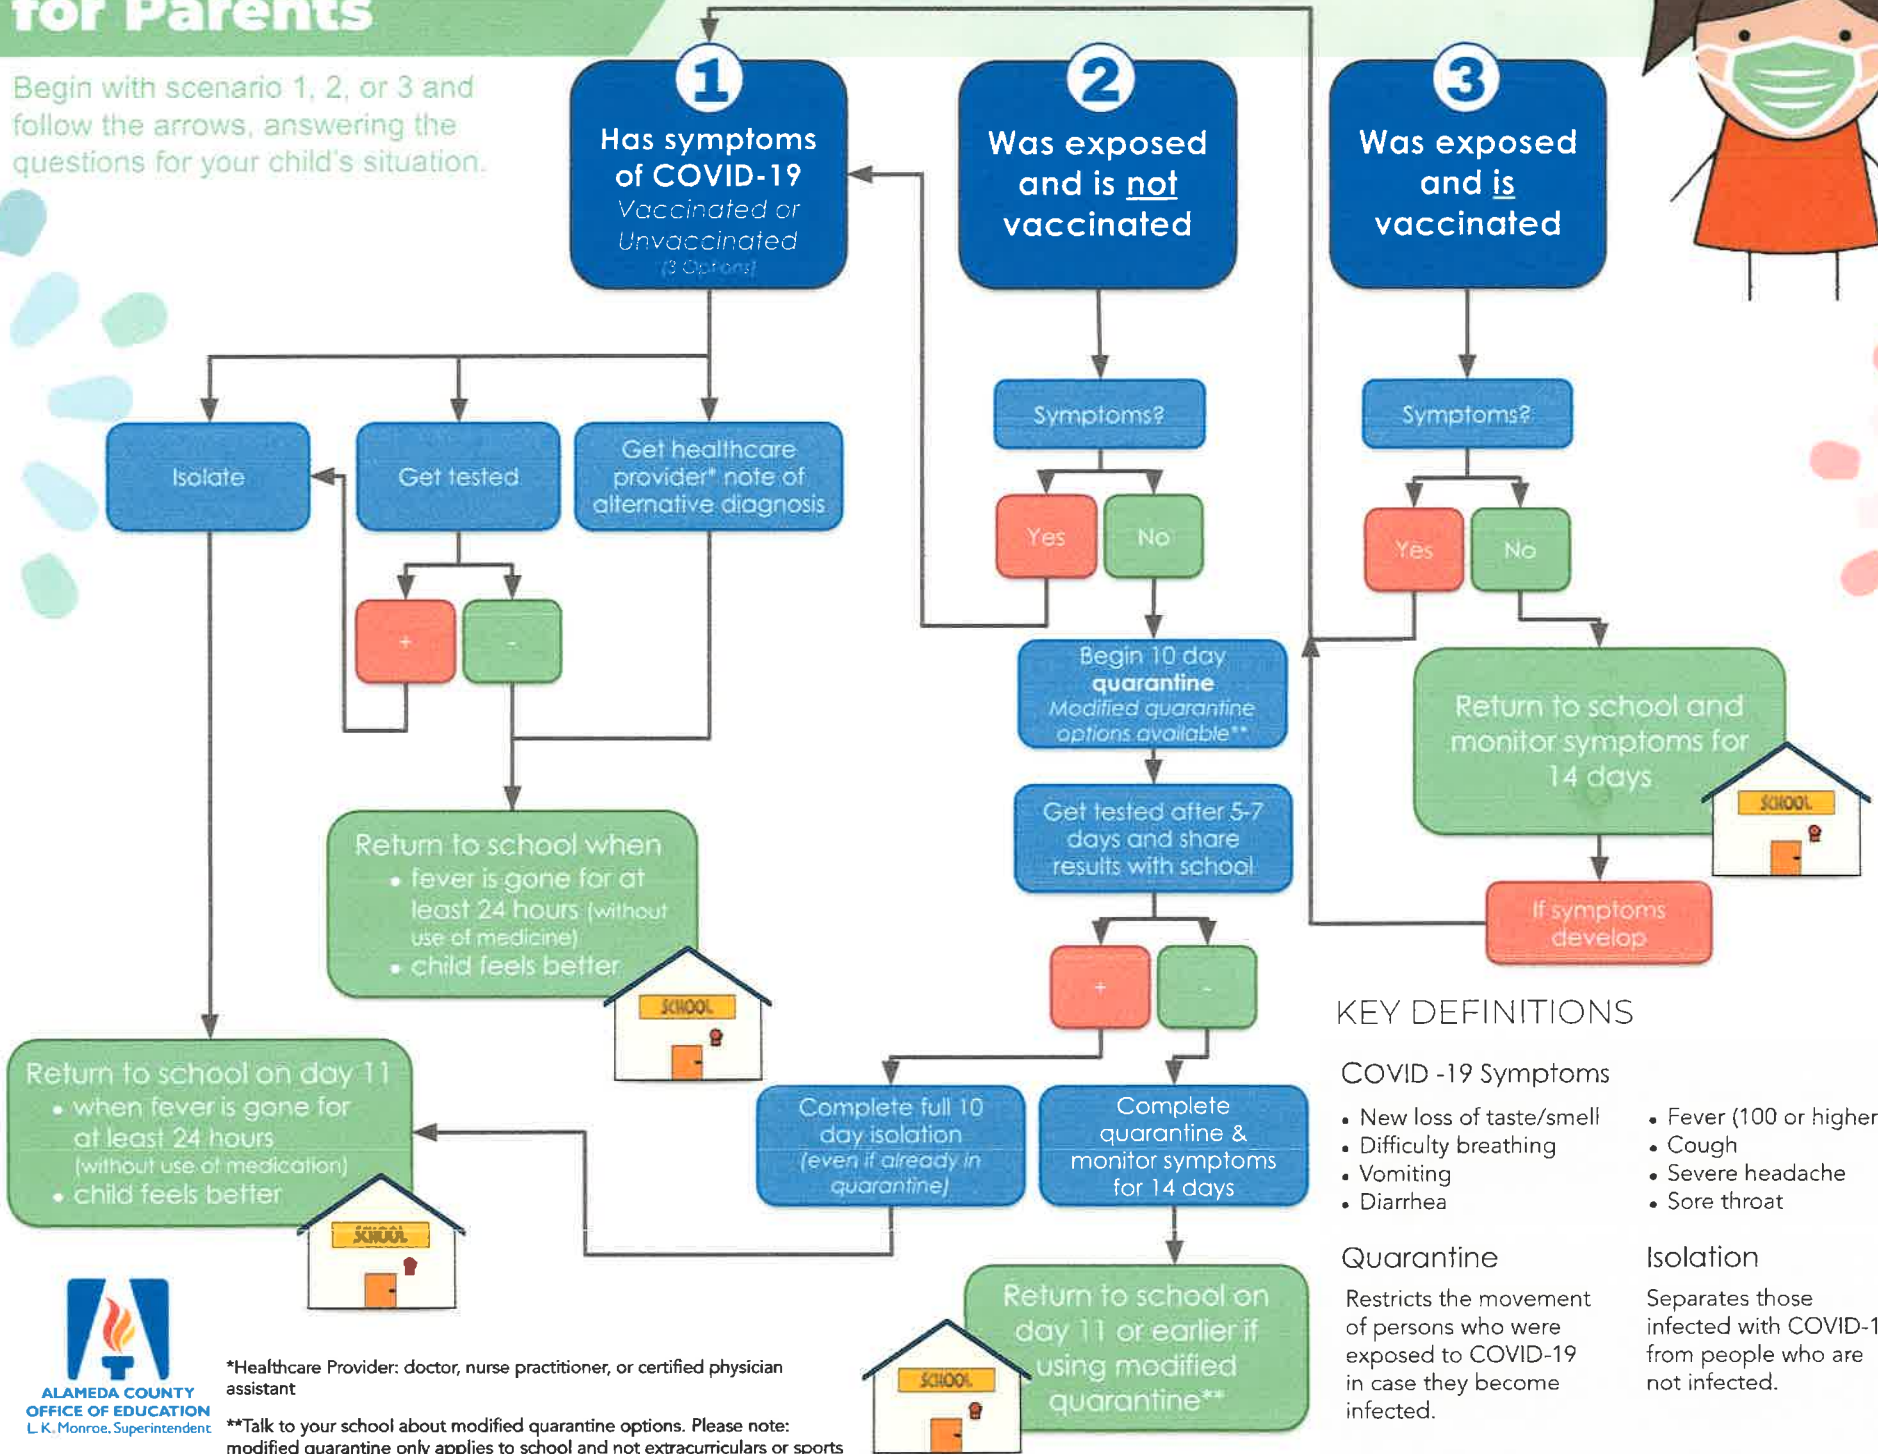 for Parents
Begin with scenario 1, 2, or 3 and
follow the arrows, answering the
questions for your child's situation.
1
Has symptoms
of COVID-19
Vaccinated or
Unvaccinated
(3 Options)
2
Was exposed
and is not
vaccinated
3
Was exposed
and is
vaccinated
Isolate
Get tested
Get healthcare
provider* note of
alternative diagnosis
+
-
Return to school when
• fever is gone for at
least 24 hours (without
use of medicine)
• child feels better
SCHOOL
Return to school on day 11
• when fever is gone for
at least 24 hours
(without use of medication)
• child feels better
SCHOOL
Symptoms?
Yes
No
Begin 10 day
quarantine
Modified quarantine
options available**
Get tested after 5-7
days and share
results with school
+
-
Complete full 10
day isolation
(even if already in
quarantine)
Complete
quarantine &
monitor symptoms
for 14 days
Return to school on
day 11 or earlier if
using modified
quarantine**
SCHOOL
Symptoms?
Yes
No
Return to school and
monitor symptoms for
14 days
SCHOOL
If symptoms
develop
KEY DEFINITIONS
COVID -19 Symptoms
• New loss of taste/smell
• Difficulty breathing
• Vomiting
• Diarrhea
• Fever (100 or higher
• Cough
• Severe headache
• Sore throat
Quarantine
Restricts the movement
of persons who were
exposed to COVID-19
in case they become
infected.
Isolation
Separates those
infected with COVID-1
from people who are
not infected.
ALAMEDA COUNTY
OFFICE OF EDUCATION
L.K. Monroe, Superintendent
*Healthcare Provider: doctor, nurse practitioner, or certified physician
assistant
**Talk to your school about modified quarantine options. Please note:
modified quarantine only applies to school and not extracurriculars or sports